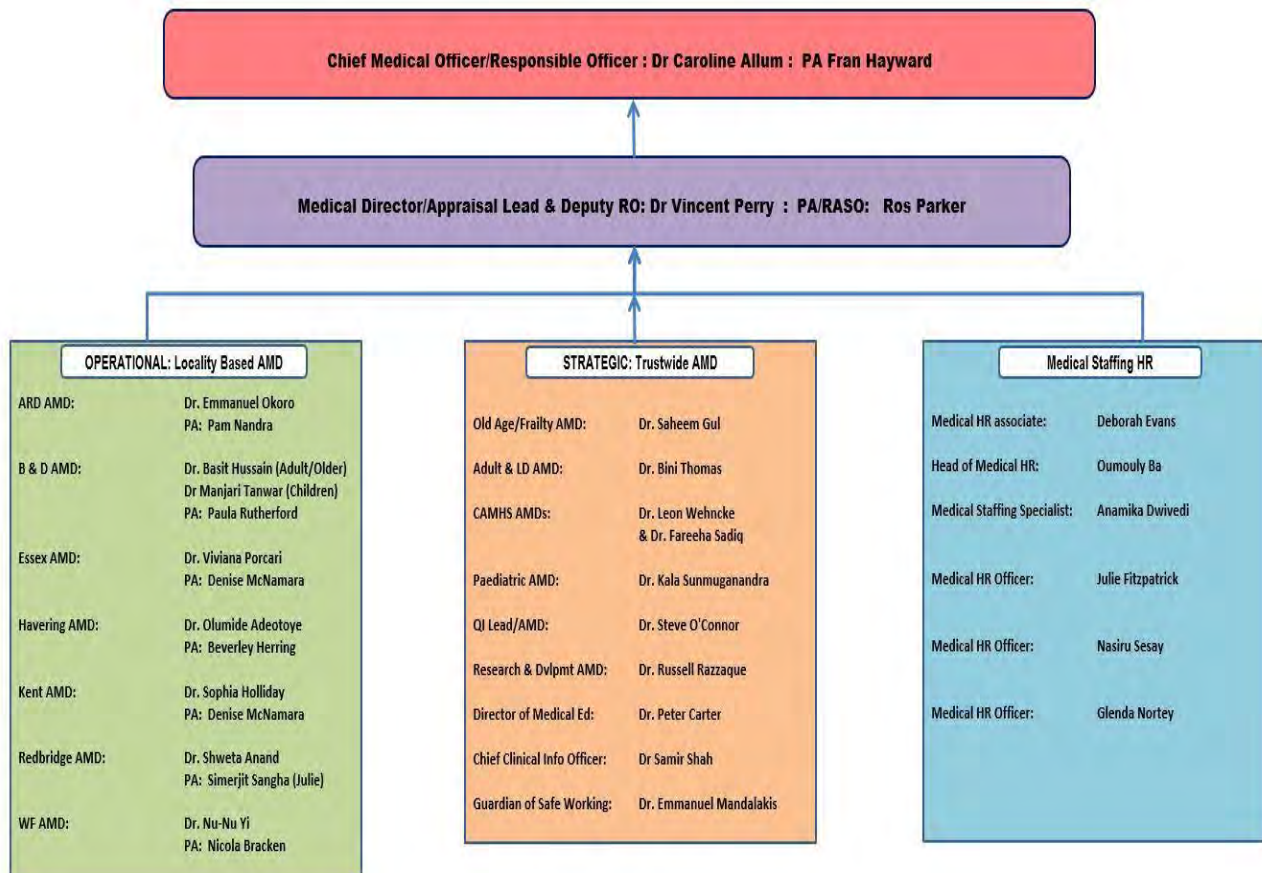 Chief Medical Officer/Responsible Officer : Dr Caroline Allum : PA Fran Hayward
Medical Director/Appraisal Lead & Deputy RO: Dr Vincent Perry : PA/RASO: Ros Parker
OPERATIONAL: Locality Based AMD
ARD AMD: Dr. Emmanuel Okoro
PA: Pam Nandra
B & D AMD: Dr. Basit Hussain (Adult/Older)
Dr Manjari Tanwar (Children)
PA: Paula Rutherford
Essex AMD: Dr. Viviana Porcari
PA: Denise McNamara
Havering AMD: Dr. Olumide Adeotoye
PA: Beverley Herring
Kent AMD: Dr. Sophia Holliday
PA: Denise McNamara
Redbridge AMD: Dr. Shweta Anand
PA: Simerjit Sangha (Julie)
WF AMD: Dr. Nu-Nu Yi
PA: Nicola Bracken
STRATEGIC: Trustwide AMD
Old Age/Frailty AMD: Dr. Saheem Gul
Adult & LD AMD: Dr. Bini Thomas
CAMHS AMDs: Dr. Leon Wehncke
& Dr. Fareeha Sadiq
Paediatric AMD: Dr. Kala Sunmuganandra
QI Lead/AMD: Dr. Steve O'Connor
Research & Dvlpmt AMD: Dr. Russell Razzaque
Director of Medical Ed: Dr. Peter Carter
Chief Clinical Info Officer: Dr Samir Shah
Guardian of Safe Working: Dr. Emmanuel Mandalakis
Medical Staffing HR
Medical HR associate: Deborah Evans
Head of Medical HR: Oumouly Ba
Medical Staffing Specialist: Anamika Dwivedi
Medical HR Officer: Julie Fitzpatrick
Medical HR Officer: Nasiru Sesay
Medical HR Officer: Glenda Nortey